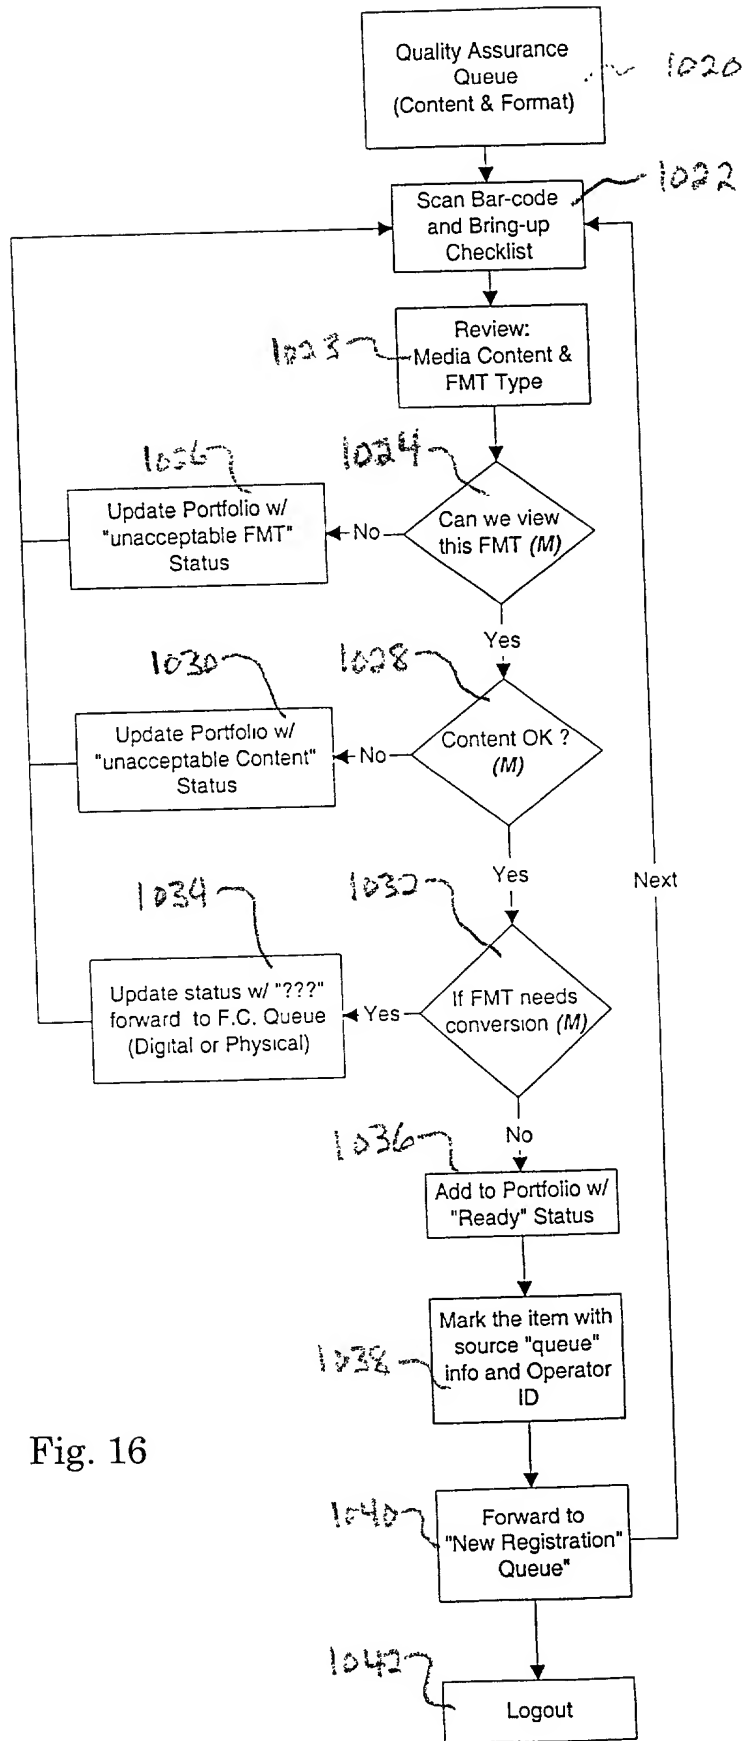 Quality Assurance
Queue
(Content & Format)
1020
1022
Scan Bar-code
and Bring-up
Checklist
1023
Review:
Media Content &
FMT Type
1026
1024
Update Portfolio w/
"unacceptable FMT"
Status
No
Can we view
this FMT (M)
Yes
1030
1028
Update Portfolio w/
"unacceptable Content"
Status
No
Content OK ?
(M)
Yes
Next
1034
1032
Update status w/ "???"
forward to F.C. Queue
(Digital or Physical)
Yes
If FMT needs
conversion (M)
No
1036
Add to Portfolio w/
"Ready" Status
Mark the item with
source "queue"
info and Operator
ID
1038
Fig. 16
1040
Forward to
"New Registration"
Queue"
1042
Logout